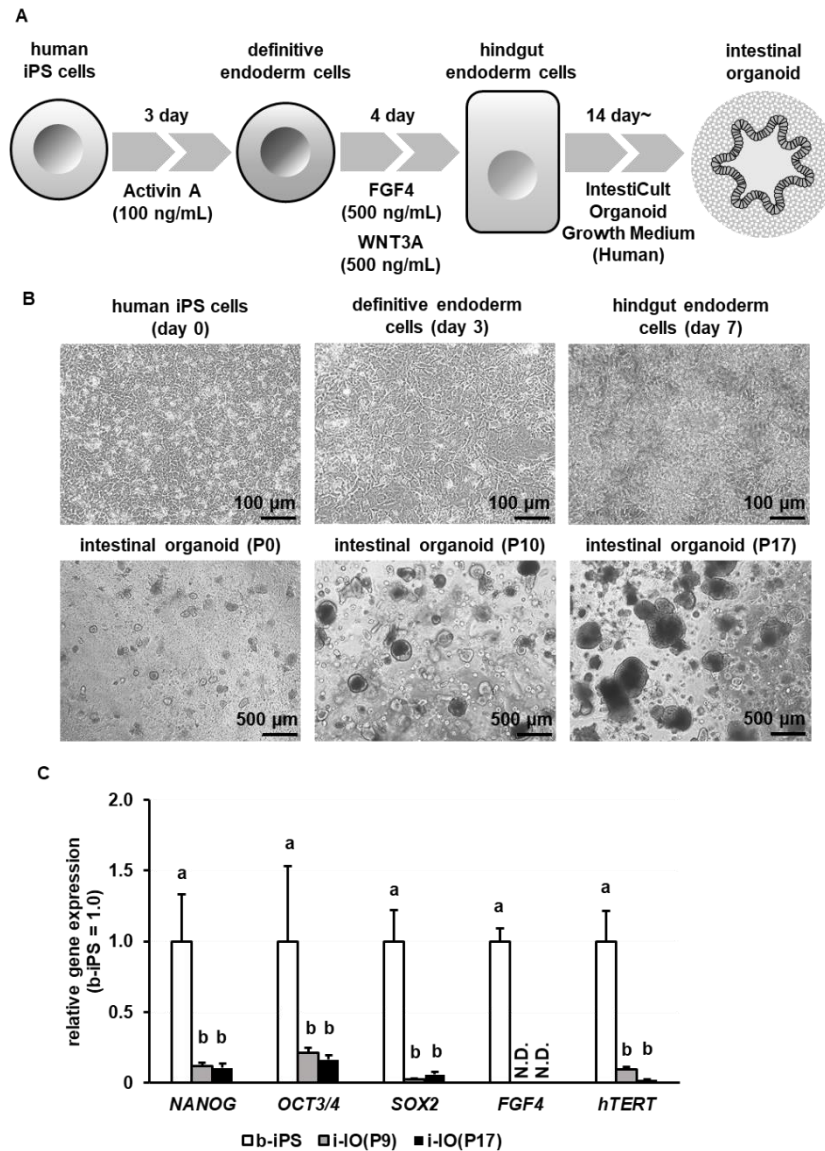 A
human
iPS cells
definitive
endoderm cells
hindgut
endoderm cells
intestinal
organoid
3 day
4 day
14 day~
Activin A
(100 ng/mL)
FGF4
(500 ng/mL)
WNT3A
(500 ng/mL)
IntestiCult
Organoid
Growth Medium
(Human)
B
human iPS cells
(day 0)
definitive endoderm
cells (day 3)
hindgut endoderm
cells (day 7)
100 μm
100 μm
100 μm
intestinal organoid (P0)
intestinal organoid (P10)
intestinal organoid (P17)
500 μm
500 μm
500 μm
C
relative gene expression
(b-iPS = 1.0)
2.0
1.5
1.0
0.5
0
a
b b
a
b b
a
b b
a
N.D.
N.D.
a
b b
NANOG
OCT3/4
SOX2
FGF4
hTERT
b-iPS
i-IO(P9)
i-IO(P17)